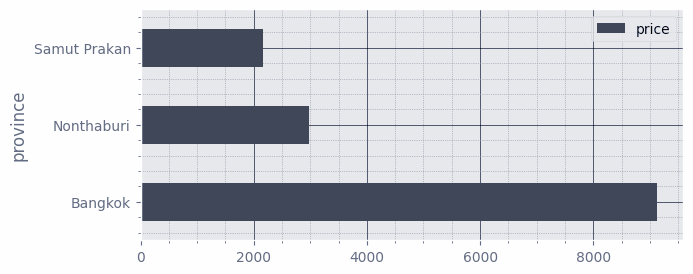 price
province
Samut Prakan
Nonthaburi
Bangkok
0 2000 4000 6000 8000